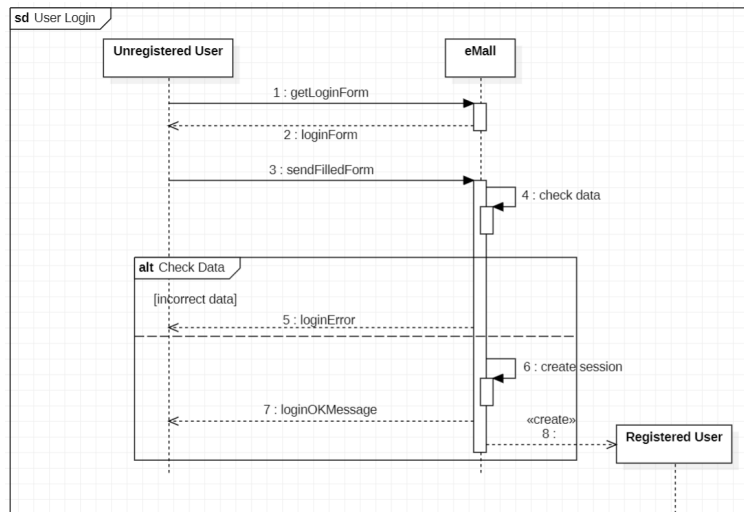 sd User Login
Unregistered User
eMall
1 : getLoginForm
2 : loginForm
3 : sendFilledForm
4 : check data
alt Check Data
[incorrect data]
5 : loginError
6 : create session
7 : loginOKMessage
«create»
8 :
Registered User